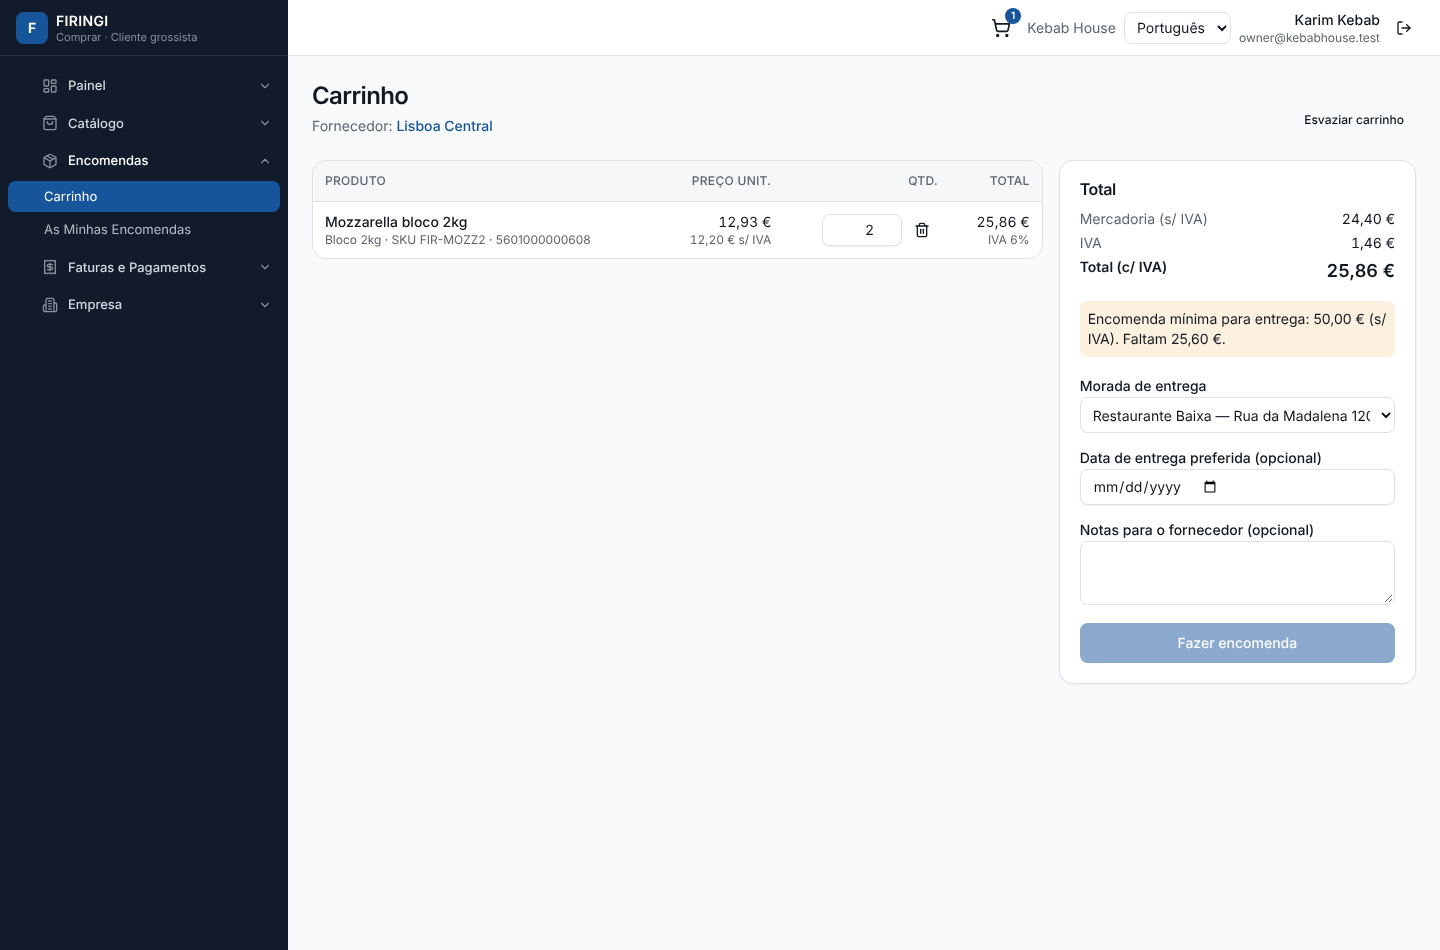 F
FIRINGI
Comprar · Cliente grossista
Painel
Catálogo
Encomendas
Carrinho
As Minhas Encomendas
Faturas e Pagamentos
Empresa
1
Kebab House
Português
Karim Kebab
owner@kebabhouse.test
Carrinho
Fornecedor: Lisboa Central
Esvaziar carrinho
PRODUTO PREÇO UNIT. QTD. TOTAL
Mozzarella bloco 2kg 12,93 € 2 25,86 €
Bloco 2kg · SKU FIR-MOZZ2 · 5601000000608 12,20 € s/ IVA IVA 6%
Total
Mercadoria (s/ IVA) 24,40 €
IVA 1,46 €
Total (c/ IVA) 25,86 €
Encomenda mínima para entrega: 50,00 € (s/
IVA). Faltam 25,60 €.
Morada de entrega
Restaurante Baixa — Rua da Madalena 120
Data de entrega preferida (opcional)
mm/dd/yyyy
Notas para o fornecedor (opcional)
Fazer encomenda